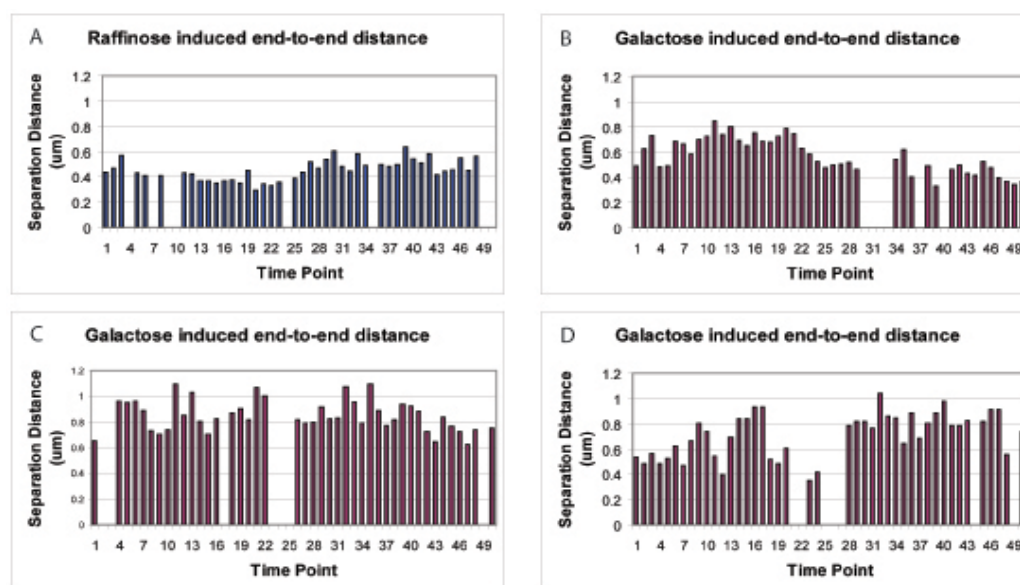 A Raffinose induced end-to-end distance
Separation Distance
(um)
1.2
1
0.8
0.6
0.4
0.2
0
1 4 7 10 13 16 19 22 25 28 31 34 37 40 43 46 49
Time Point
B Galactose induced end-to-end distance
Separation Distance
(um)
1.2
1
0.8
0.6
0.4
0.2
0
1 4 7 10 13 16 19 22 25 28 31 34 37 40 43 46 49
Time Point
C Galactose induced end-to-end distance
Separation Distance
(um)
1.2
1
0.8
0.6
0.4
0.2
0
1 4 7 10 13 16 19 22 25 28 31 34 37 40 43 46 49
Time Point
D Galactose induced end-to-end distance
Separation Distance
(um)
1.2
1
0.8
0.6
0.4
0.2
0
1 4 7 10 13 16 19 22 25 28 31 34 37 40 43 46 49
Time Point